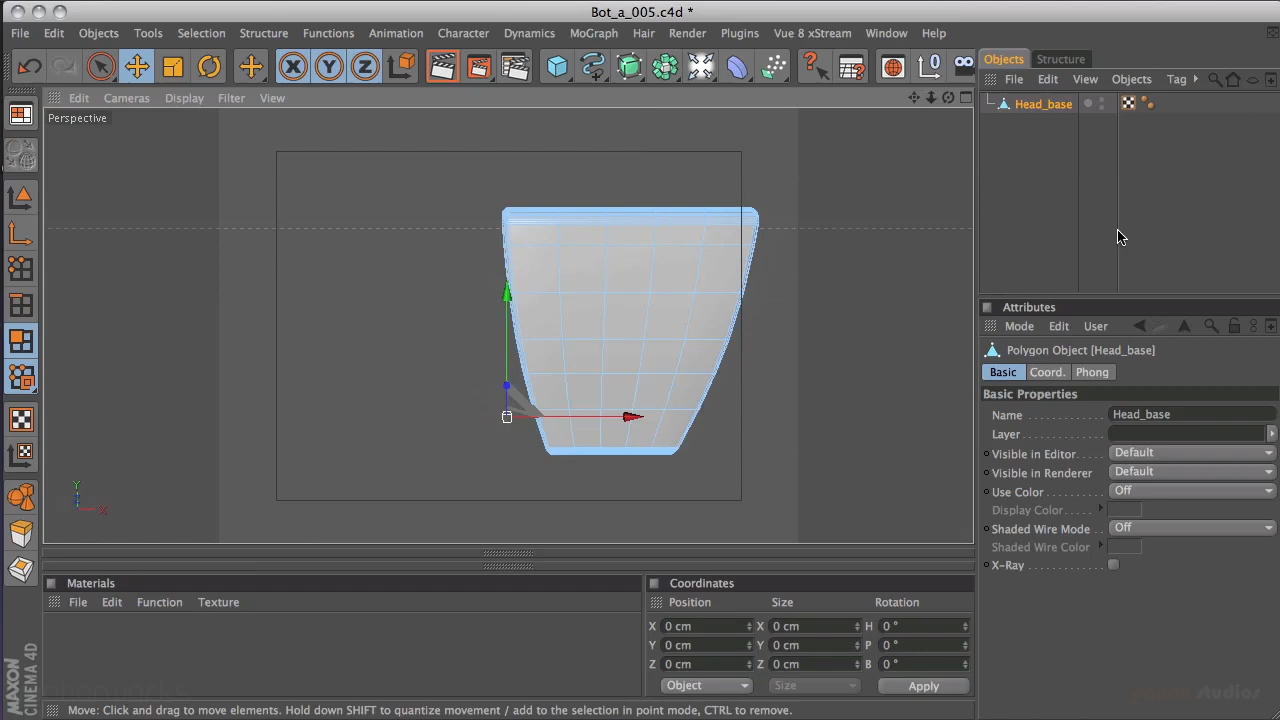 Bot_a_005.c4d *
File Edit Objects Tools Selection Structure Functions Animation Character Dynamics MoGraph Hair Render Plugins Vue 8 xStream Window Help
X Y Z 0
Objects Structure
File Edit View Objects Tag
Edit Cameras Display Filter View
Head_base
Perspective
Attributes
Mode Edit User
Polygon Object [Head_base]
Basic Coord. Phong
Basic Properties
Name Head_base
Layer
Visible in Editor Default
Visible in Renderer Default
Use Color Off
Display Color
Shaded Wire Mode Off
Shaded Wire Color
X-Ray
Y
Z
X
Materials
File Edit Function Texture
Coordinates
Position Size Rotation
X 0 cm X 0 cm H 0 °
Y 0 cm Y 0 cm P 0 °
Z 0 cm Z 0 cm B 0 °
Object Size Apply
MAXON
CINEMA 4D
studios
Move: Click and drag to move elements. Hold down SHIFT to quantize movement / add to the selection in point mode, CTRL to remove.